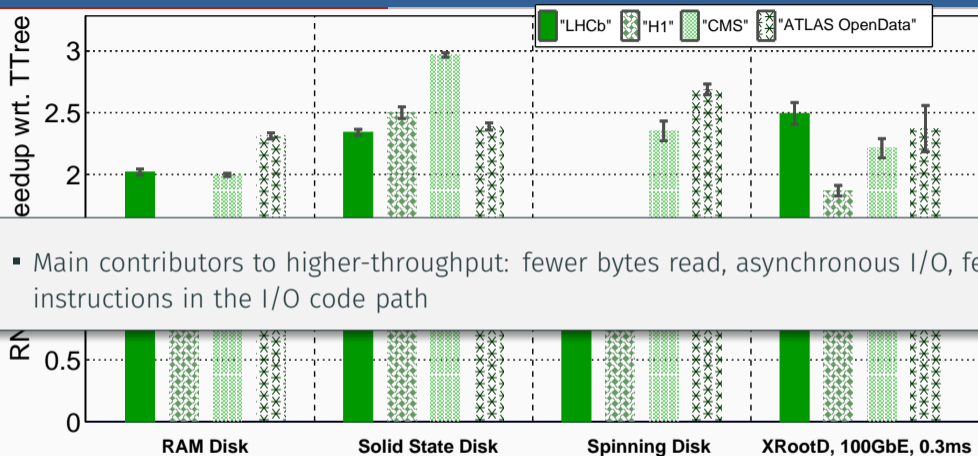 "LHCb" "H1" "CMS" "ATLAS OpenData"
eedup wrt. TTree
3
2.5
2
▪ Main contributors to higher-throughput: fewer bytes read, asynchronous I/O, fe
instructions in the I/O code path
RN
0.5
0
RAM Disk Solid State Disk Spinning Disk XRootD, 100GbE, 0.3ms